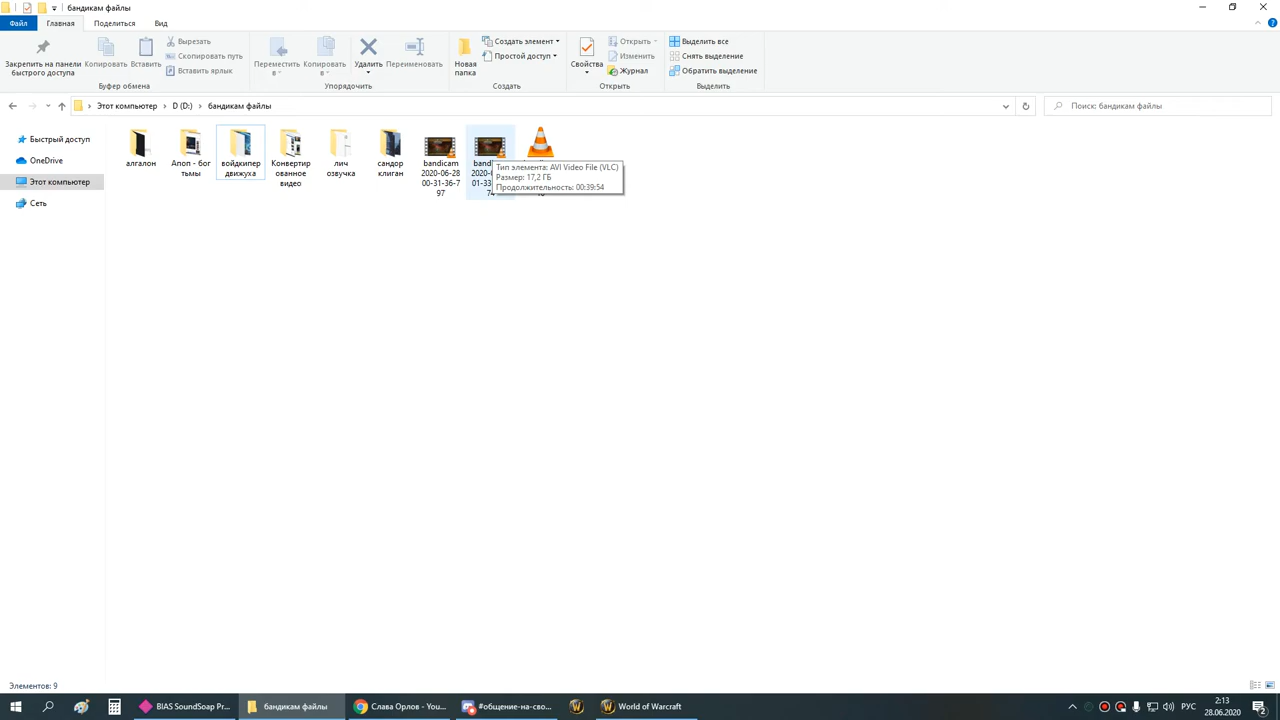 бандикам файлы
Файл Главная Поделиться Вид
Закрепить на панели быстрого доступа
Копировать
Вставить
Вырезать
Скопировать путь
Вставить ярлык
Буфер обмена
Переместить в
Копировать в
Удалить
Переименовать
Упорядочить
Новая папка
Создать элемент
Простой доступ
Создать
Свойства
Открыть
Изменить
Журнал
Открыть
Выделить все
Снять выделение
Обратить выделение
Выделить
Этот компьютер D (D:) бандикам файлы
Поиск: бандикам файлы
Быстрый доступ
OneDrive
Этот компьютер
Сеть
алгалон
Апоп - бог
тьмы
войдкипер
движуха
Конвертир
ованное
видео
лич
озвучка
сандор
клиган
bandicam
2020-06-28
00-31-36-7
97
Тип элемента: AVI Video File (VLC)
Размер: 17,2 ГБ
Продолжительность: 00:39:54
Элементов: 9
BIAS SoundSoap Pr...
бандикам файлы
Слава Орлов - You...
#общение-на-сво...
World of Warcraft
РУС
2:13
28.06.2020